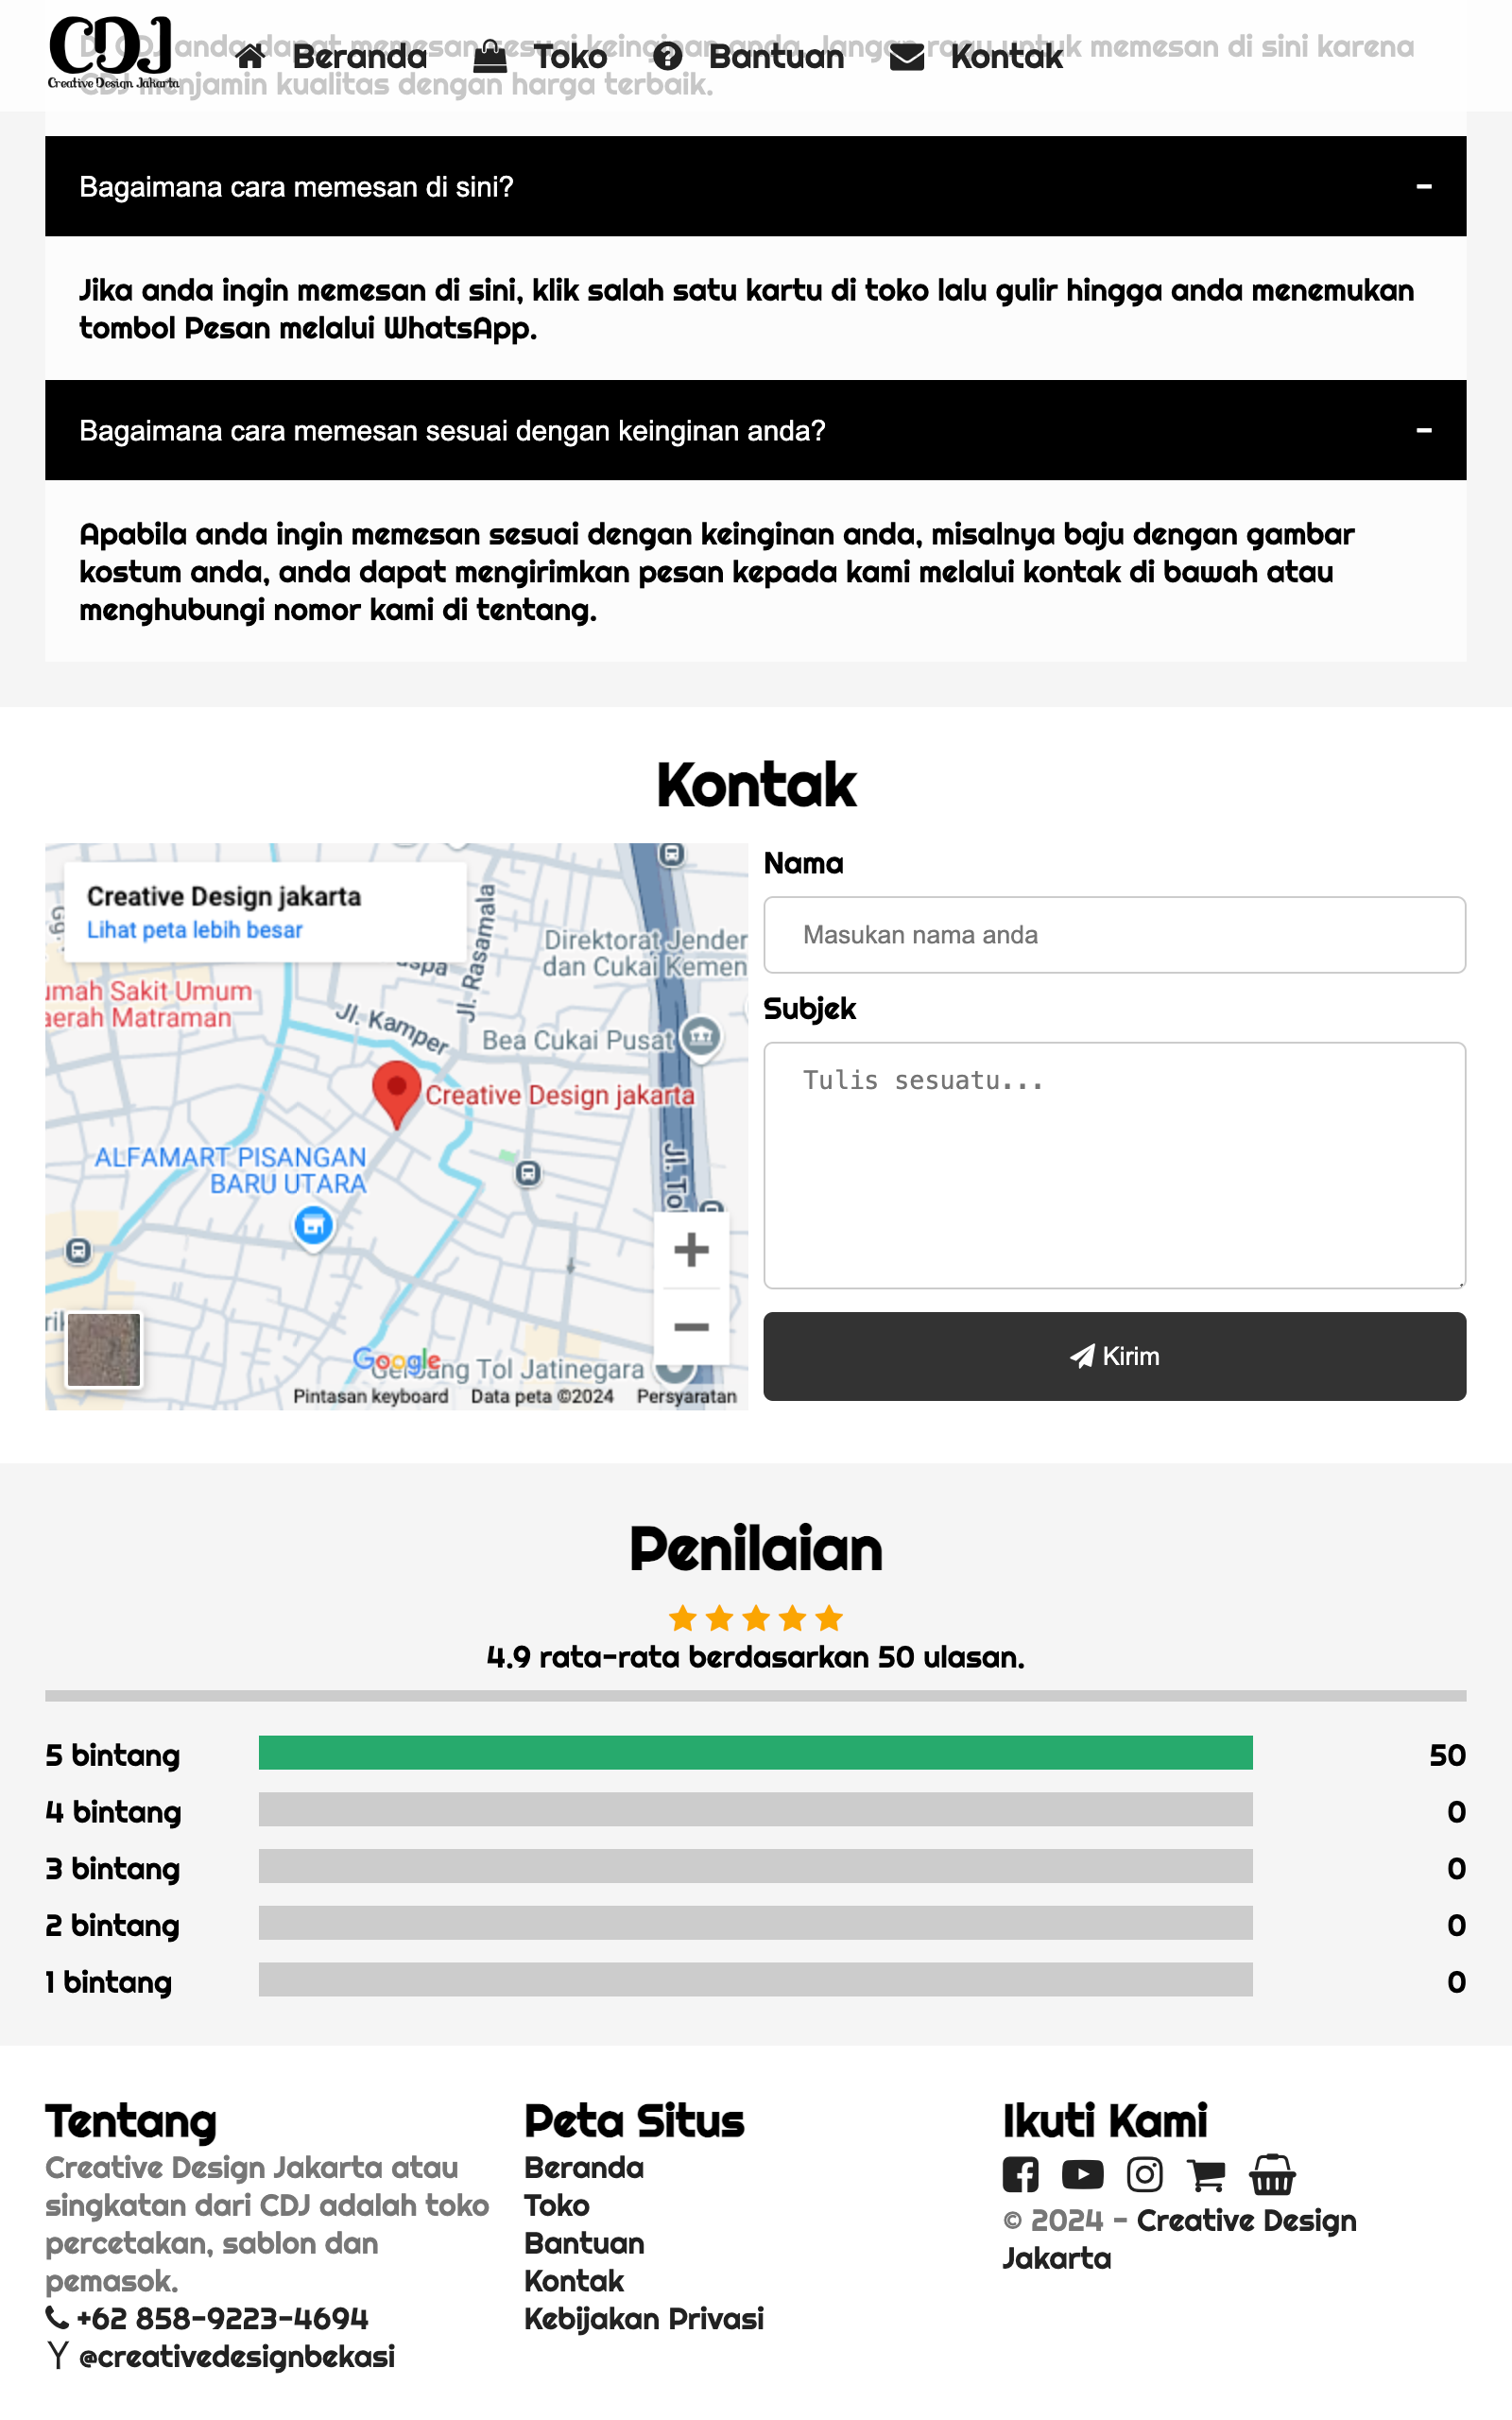 CDJ
Creative Design Jakarta
Beranda
Toko
Bantuan
Kontak
Di CDJ anda dapat memesan sesuai keinginan anda. Jangan ragu untuk memesan di sini karena
CDJ menjamin kualitas dengan harga terbaik.
Bagaimana cara memesan di sini?
Jika anda ingin memesan di sini, klik salah satu kartu di toko lalu gulir hingga anda menemukan
tombol Pesan melalui WhatsApp.
Bagaimana cara memesan sesuai dengan keinginan anda?
Apabila anda ingin memesan sesuai dengan keinginan anda, misalnya baju dengan gambar
kostum anda, anda dapat mengirimkan pesan kepada kami melalui kontak di bawah atau
menghubungi nomor kami di tentang.
Kontak
Creative Design jakarta
Lihat peta lebih besar
Jl. Rasamala
Direktorat Jender
dan Cukai Kemen
umah Sakit Umum
aerah Matraman
Jl. Kamper
Bea Cukai Pusat
Creative Design jakarta
ALFAMART PISANGAN
BARU UTARA
Jl. Tol
Google
Gerbang Tol Jatinegara
Pintasan keyboard
Data peta ©2024
Persyaratan
Nama
Masukan nama anda
Subjek
Tulis sesuatu...
Kirim
Penilaian
4.9 rata-rata berdasarkan 50 ulasan.
5 bintang 50
4 bintang 0
3 bintang 0
2 bintang 0
1 bintang 0
Tentang
Creative Design Jakarta atau
singkatan dari CDJ adalah toko
percetakan, sablon dan
pemasok.
+62 858-9223-4694
@creativedesignbekasi
Peta Situs
Beranda
Toko
Bantuan
Kontak
Kebijakan Privasi
Ikuti Kami
© 2024 - Creative Design
Jakarta